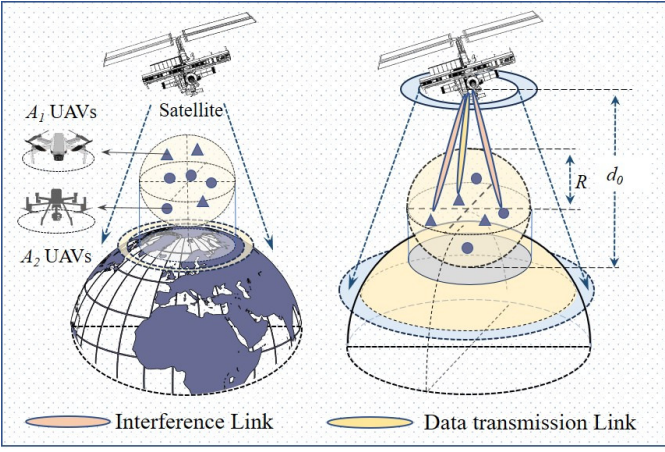 A1 UAVs
Satellite
A2 UAVs
R
d0
Interference Link
Data transmission Link